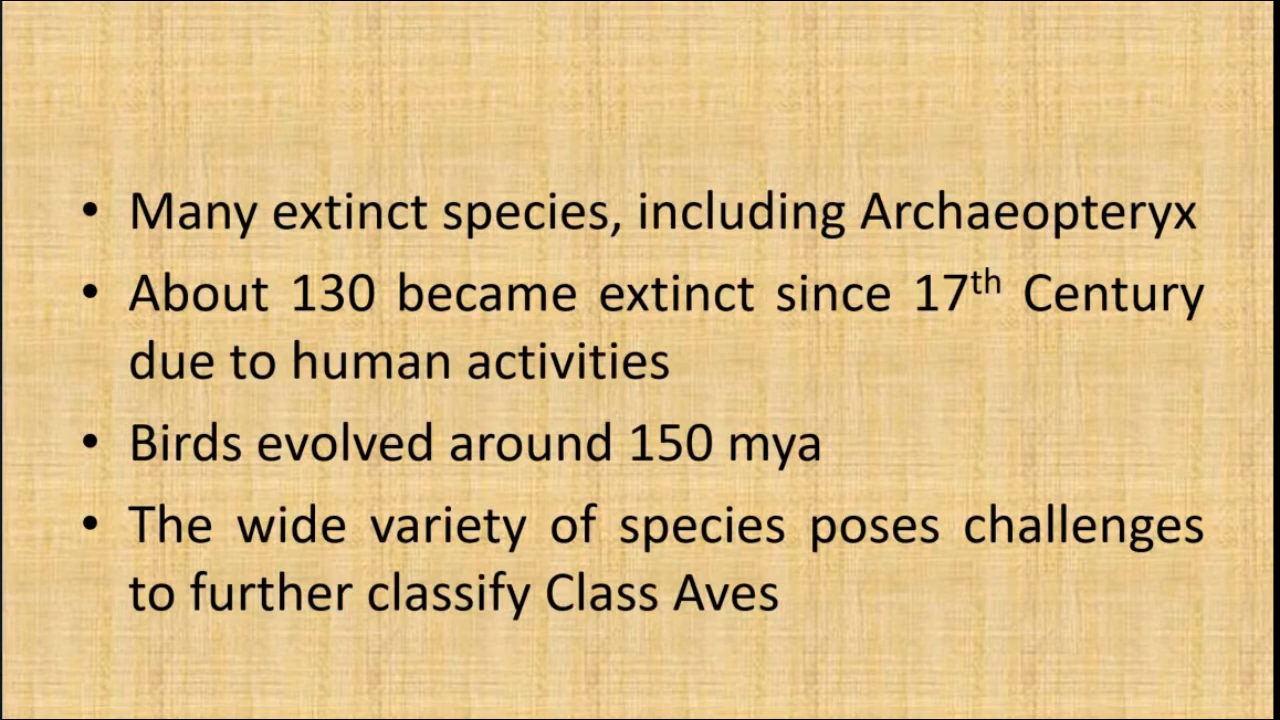 • Many extinct species, including Archaeopteryx
• About 130 became extinct since 17th Century
due to human activities
• Birds evolved around 150 mya
• The wide variety of species poses challenges
to further classify Class Aves